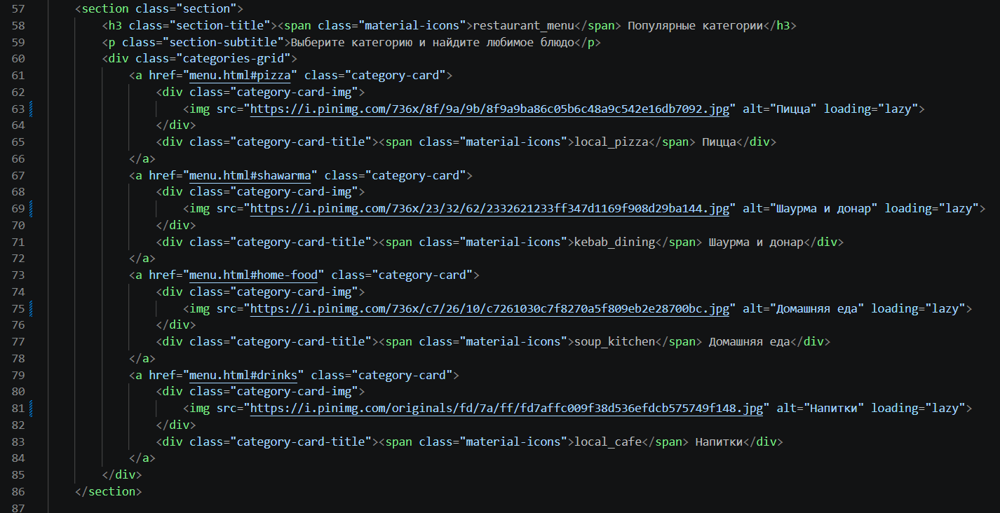 57 <section class="section">
58 <h3 class="section-title"><span class="material-icons">restaurant_menu</span> Популярные категории</h3>
59 <p class="section-subtitle">Выберите категорию и найдите любимое блюдо</p>
60 <div class="categories-grid">
61 <a href="menu.html#pizza" class="category-card">
62 <div class="category-card-img">
63 <img src="https://i.pinimg.com/736x/8f/9a/9b/8f9a9ba86c05b6c48a9c542e16db7092.jpg" alt="Пицца" loading="lazy">
64 </div>
65 <div class="category-card-title"><span class="material-icons">local_pizza</span> Пицца</div>
66 </a>
67 <a href="menu.html#shawarma" class="category-card">
68 <div class="category-card-img">
69 <img src="https://i.pinimg.com/736x/23/32/62/2332621233ff347d1169f908d29ba144.jpg" alt="Шаурма и донар" loading="lazy">
70 </div>
71 <div class="category-card-title"><span class="material-icons">kebab_dining</span> Шаурма и донар</div>
72 </a>
73 <a href="menu.html#home-food" class="category-card">
74 <div class="category-card-img">
75 <img src="https://i.pinimg.com/736x/c7/26/10/c7261030c7f8270a5f809eb2e28700bc.jpg" alt="Домашняя еда" loading="lazy">
76 </div>
77 <div class="category-card-title"><span class="material-icons">soup_kitchen</span> Домашняя еда</div>
78 </a>
79 <a href="menu.html#drinks" class="category-card">
80 <div class="category-card-img">
81 <img src="https://i.pinimg.com/originals/fd/7a/ff/fd7affc009f38d536efdcb575749f148.jpg" alt="Напитки" loading="lazy">
82 </div>
83 <div class="category-card-title"><span class="material-icons">local_cafe</span> Напитки</div>
84 </a>
85 </div>
86 </section>
87